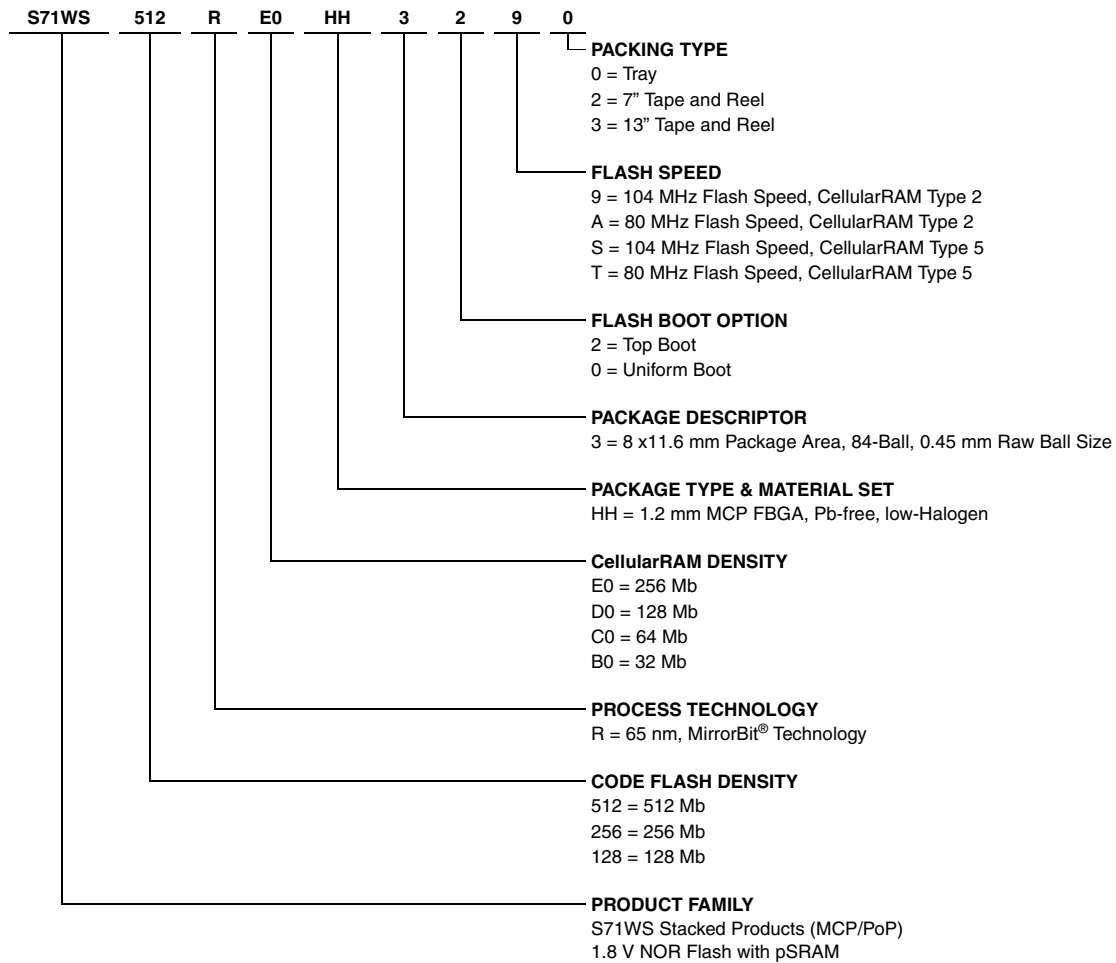 S71WS 512 R E0 HH 3 2 9 0
PACKING TYPE
0 = Tray
2 = 7” Tape and Reel
3 = 13” Tape and Reel
FLASH SPEED
9 = 104 MHz Flash Speed, CellularRAM Type 2
A = 80 MHz Flash Speed, CellularRAM Type 2
S = 104 MHz Flash Speed, CellularRAM Type 5
T = 80 MHz Flash Speed, CellularRAM Type 5
FLASH BOOT OPTION
2 = Top Boot
0 = Uniform Boot
PACKAGE DESCRIPTOR
3 = 8 x11.6 mm Package Area, 84-Ball, 0.45 mm Raw Ball Size
PACKAGE TYPE & MATERIAL SET
HH = 1.2 mm MCP FBGA, Pb-free, low-Halogen
CellularRAM DENSITY
E0 = 256 Mb
D0 = 128 Mb
C0 = 64 Mb
B0 = 32 Mb
PROCESS TECHNOLOGY
R = 65 nm, MirrorBit® Technology
CODE FLASH DENSITY
512 = 512 Mb
256 = 256 Mb
128 = 128 Mb
PRODUCT FAMILY
S71WS Stacked Products (MCP/PoP)
1.8 V NOR Flash with pSRAM